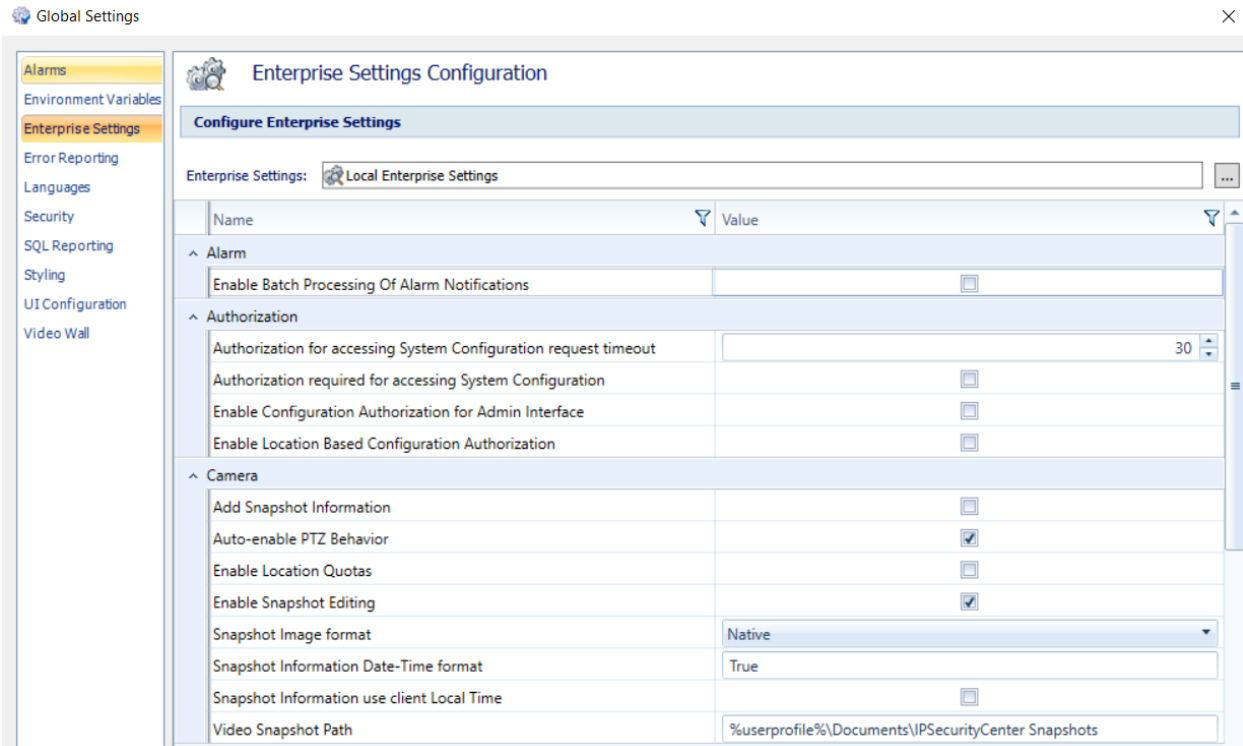 Global Settings
Alarms
Environment Variables
Enterprise Settings
Error Reporting
Languages
Security
SQL Reporting
Styling
UI Configuration
Video Wall
Enterprise Settings Configuration
Configure Enterprise Settings
Enterprise Settings: Local Enterprise Settings ...
Name Value
Alarm
Enable Batch Processing Of Alarm Notifications
Authorization
Authorization for accessing System Configuration request timeout 30
Authorization required for accessing System Configuration
Enable Configuration Authorization for Admin Interface
Enable Location Based Configuration Authorization
Camera
Add Snapshot Information
Auto-enable PTZ Behavior
Enable Location Quotas
Enable Snapshot Editing
Snapshot Image format Native
Snapshot Information Date-Time format True
Snapshot Information use client Local Time
Video Snapshot Path %userprofile%\Documents\IPSecurityCenter Snapshots